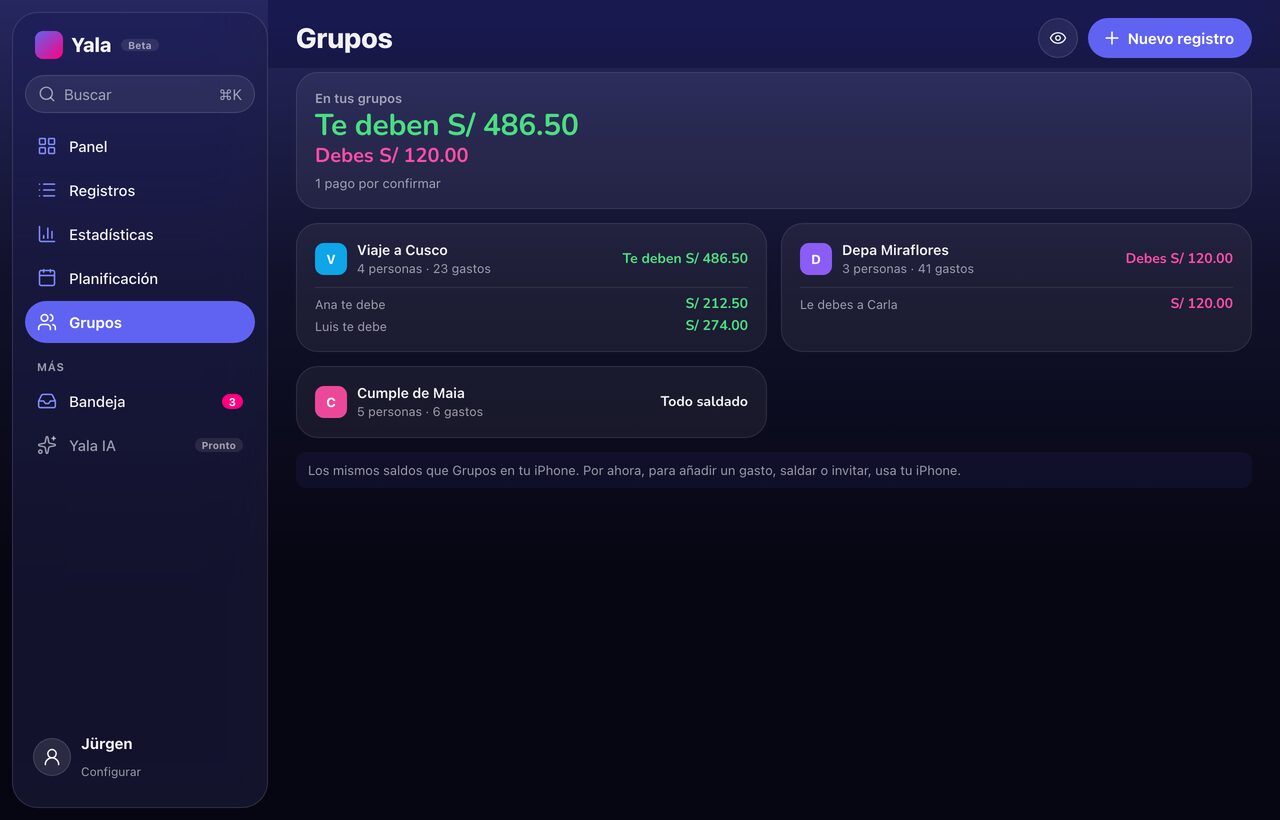 Yala Beta
Buscar ⌘K
Panel
Registros
Estadísticas
Planificación
Grupos
MÁS
Bandeja 3
Yala IA Pronto
Jürgen
Configurar
Grupos
Nuevo registro
En tus grupos
Te deben S/ 486.50
Debes S/ 120.00
1 pago por confirmar
V
Viaje a Cusco
4 personas · 23 gastos
Te deben S/ 486.50
Ana te debe S/ 212.50
Luis te debe S/ 274.00
D
Depa Miraflores
3 personas · 41 gastos
Debes S/ 120.00
Le debes a Carla S/ 120.00
C
Cumple de Maia
5 personas · 6 gastos
Todo saldado
Los mismos saldos que Grupos en tu iPhone. Por ahora, para añadir un gasto, saldar o invitar, usa tu iPhone.